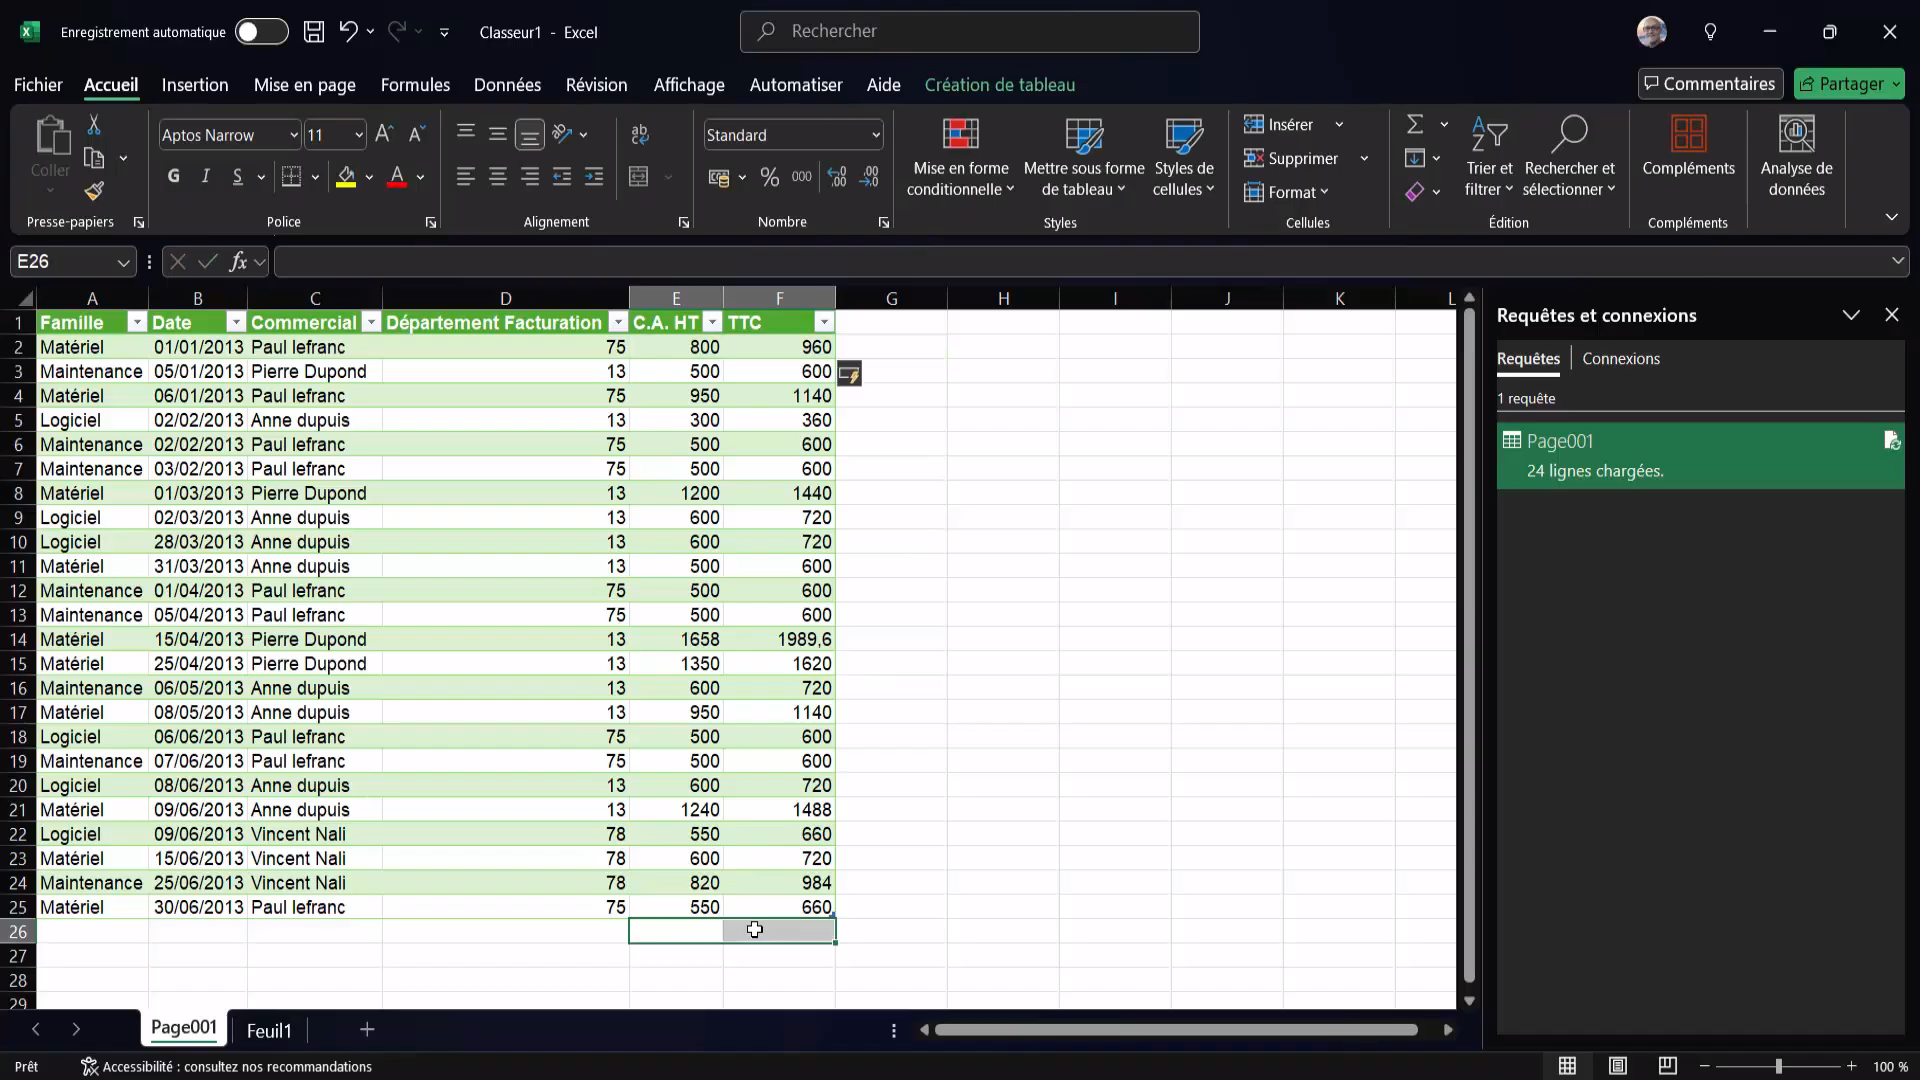 Enregistrement automatique
Classeur1 - Excel
Rechercher
Fichier Accueil Insertion Mise en page Formules Données Révision Affichage Automatiser Aide Création de tableau
Commentaires Partager
Coller
Presse-papiers
Aptos Narrow 11
G I S
Police
ab
Alignement
Standard
% 000
Nombre
Mise en forme conditionnelle
Mettre sous forme de tableau
Styles de cellules
Styles
Insérer
Supprimer
Format
Cellules
Trier et filtrer
Rechercher et sélectionner
Édition
Compléments
Compléments
Analyse de données
E26
fx
A B C D E F G H I J K L
1 Famille Date Commercial Département Facturation C.A. HT TTC
2 Matériel 01/01/2013 Paul lefranc 75 800 960
3 Maintenance 05/01/2013 Pierre Dupond 13 500 600
4 Matériel 06/01/2013 Paul lefranc 75 950 1140
5 Logiciel 02/02/2013 Anne dupuis 13 300 360
6 Maintenance 02/02/2013 Paul lefranc 75 500 600
7 Maintenance 03/02/2013 Paul lefranc 75 500 600
8 Matériel 01/03/2013 Pierre Dupond 13 1200 1440
9 Logiciel 02/03/2013 Anne dupuis 13 600 720
10 Logiciel 28/03/2013 Anne dupuis 13 600 720
11 Matériel 31/03/2013 Anne dupuis 13 500 600
12 Maintenance 01/04/2013 Paul lefranc 75 500 600
13 Maintenance 05/04/2013 Paul lefranc 75 500 600
14 Matériel 15/04/2013 Pierre Dupond 13 1658 1989,6
15 Matériel 25/04/2013 Pierre Dupond 13 1350 1620
16 Maintenance 06/05/2013 Anne dupuis 13 600 720
17 Matériel 08/05/2013 Anne dupuis 13 950 1140
18 Logiciel 06/06/2013 Paul lefranc 75 500 600
19 Maintenance 07/06/2013 Paul lefranc 75 500 600
20 Logiciel 08/06/2013 Anne dupuis 13 600 720
21 Matériel 09/06/2013 Anne dupuis 13 1240 1488
22 Logiciel 09/06/2013 Vincent Nali 78 550 660
23 Matériel 15/06/2013 Vincent Nali 78 600 720
24 Maintenance 25/06/2013 Vincent Nali 78 820 984
25 Matériel 30/06/2013 Paul lefranc 75 550 660
26
27
28
29
Requêtes et connexions
Requêtes Connexions
1 requête
Page001
24 lignes chargées.
Page001 Feuil1
Prêt
Accessibilité : consultez nos recommandations
100 %